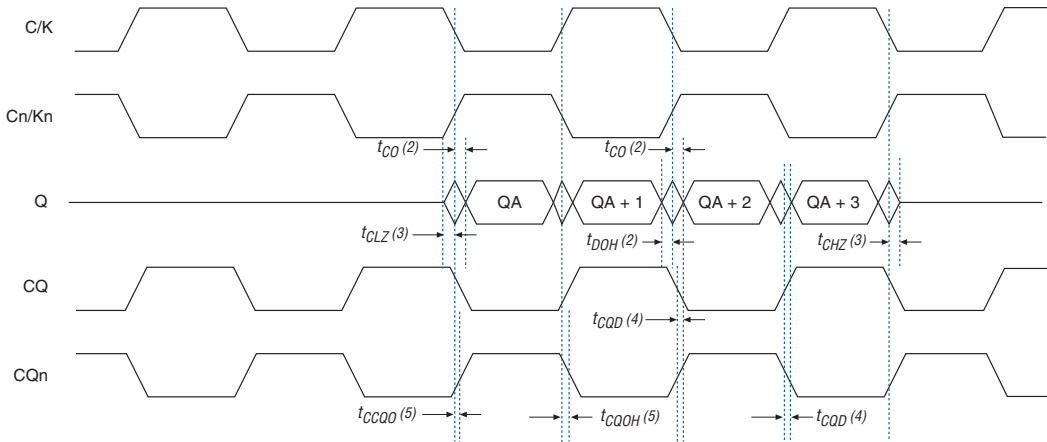 C/K
Cn/Kn
tCO (2) tCO (2)
Q QA QA + 1 QA + 2 QA + 3
tCLZ (3) tDOH (2) tCHZ (3)
CQ
tCQD (4)
CQn
tCCQO (5) tCQOH (5) tCQD (4)